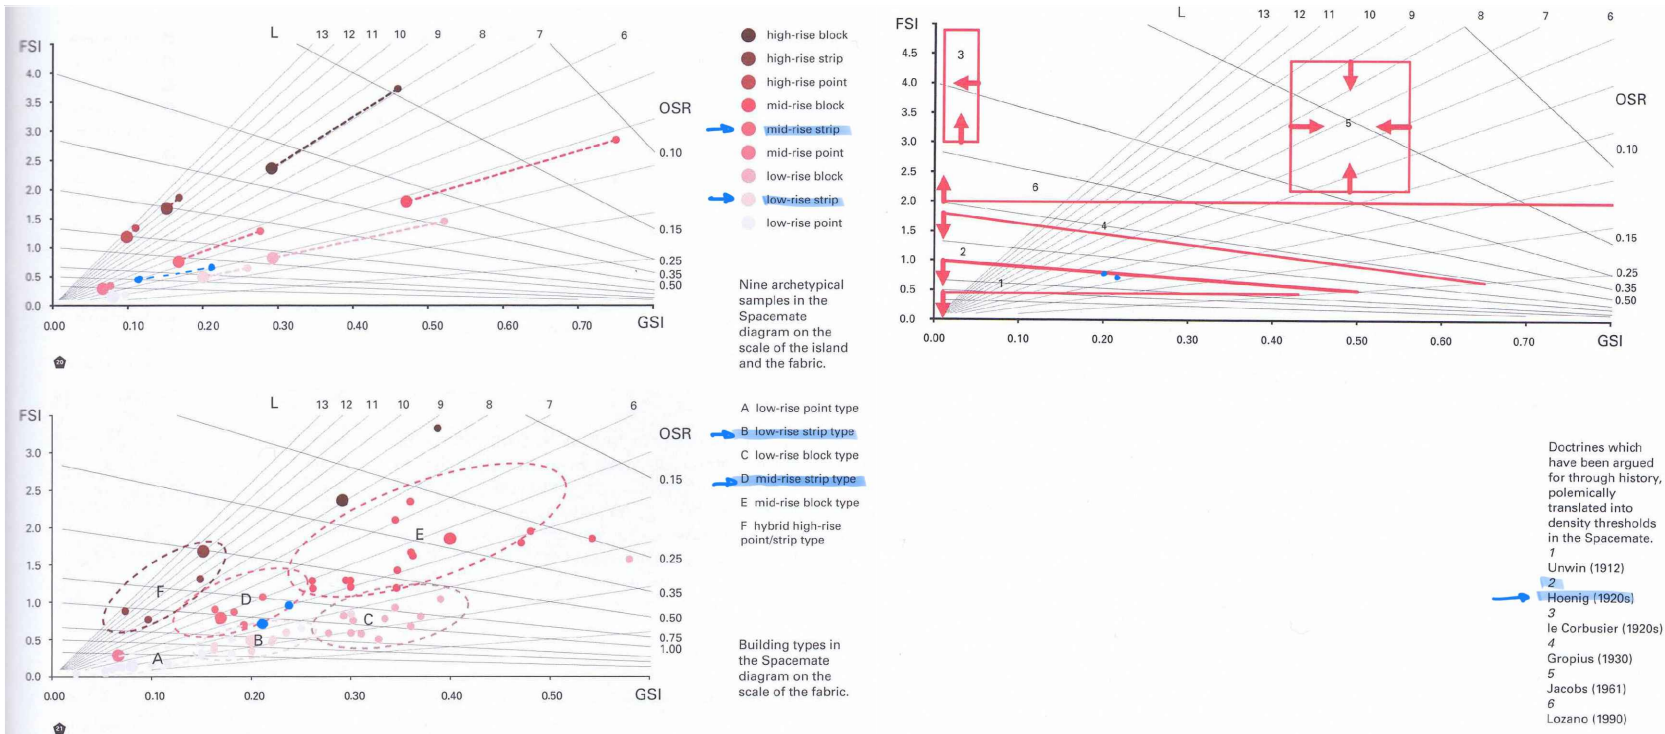 FSI
L
13 12 11 10 9 8 7 6
4.0
3.5
3.0
2.5
2.0
1.5
1.0
0.5
0.0
OSR
0.10
0.15
0.25
0.35
0.50
0.00 0.10 0.20 0.30 0.40 0.50 0.60 0.70
GSI
20
high-rise block
high-rise strip
high-rise point
mid-rise block
mid-rise strip
mid-rise point
low-rise block
low-rise strip
low-rise point
Nine archetypical
samples in the
Spacemate
diagram on the
scale of the island
and the fabric.
FSI
L
13 12 11 10 9 8 7 6
3.0
2.5
2.0
1.5
1.0
0.5
0.0
OSR
0.15
0.25
0.35
0.50
0.75
1.00
E
F
D
C
B
A
0.00 0.10 0.20 0.30 0.40 0.50
GSI
21
A low-rise point type
B low-rise strip type
C low-rise block type
D mid-rise strip type
E mid-rise block type
F hybrid high-rise
point/strip type
Building types in
the Spacemate
diagram on the
scale of the fabric.
FSI
L
13 12 11 10 9 8 7 6
4.5
4.0
3.5
3.0
2.5
2.0
1.5
1.0
0.5
0.0
OSR
0.10
0.15
0.25
0.35
0.50
3
5
6
4
2
1
0.00 0.10 0.20 0.30 0.40 0.50 0.60 0.70
GSI
Doctrines which
have been argued
for through history,
polemically
translated into
density thresholds
in the Spacemate.
1
Unwin (1912)
2
Hoenig (1920s)
3
le Corbusier (1920s)
4
Gropius (1930)
5
Jacobs (1961)
6
Lozano (1990)